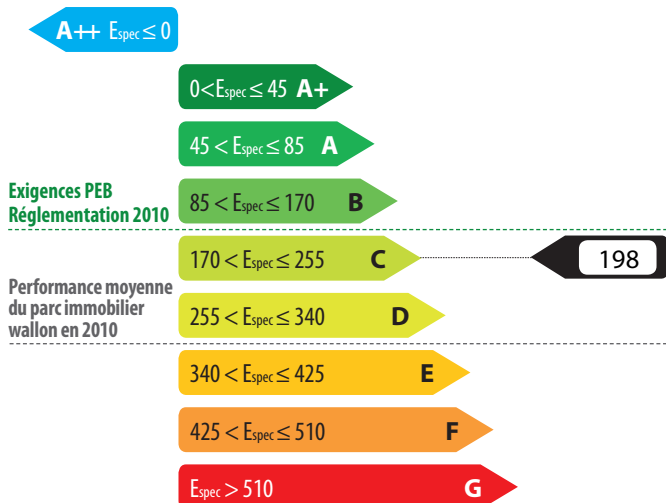 A++ Espec ≤ 0
0<Espec ≤ 45 A+
45 < Espec ≤ 85 A
Exigences PEB
Réglementation 2010
85 < Espec ≤ 170 B
170 < Espec ≤ 255 C
198
Performance moyenne
du parc immobilier
wallon en 2010
255 < Espec ≤ 340 D
340 < Espec ≤ 425 E
425 < Espec ≤ 510 F
Espec > 510 G